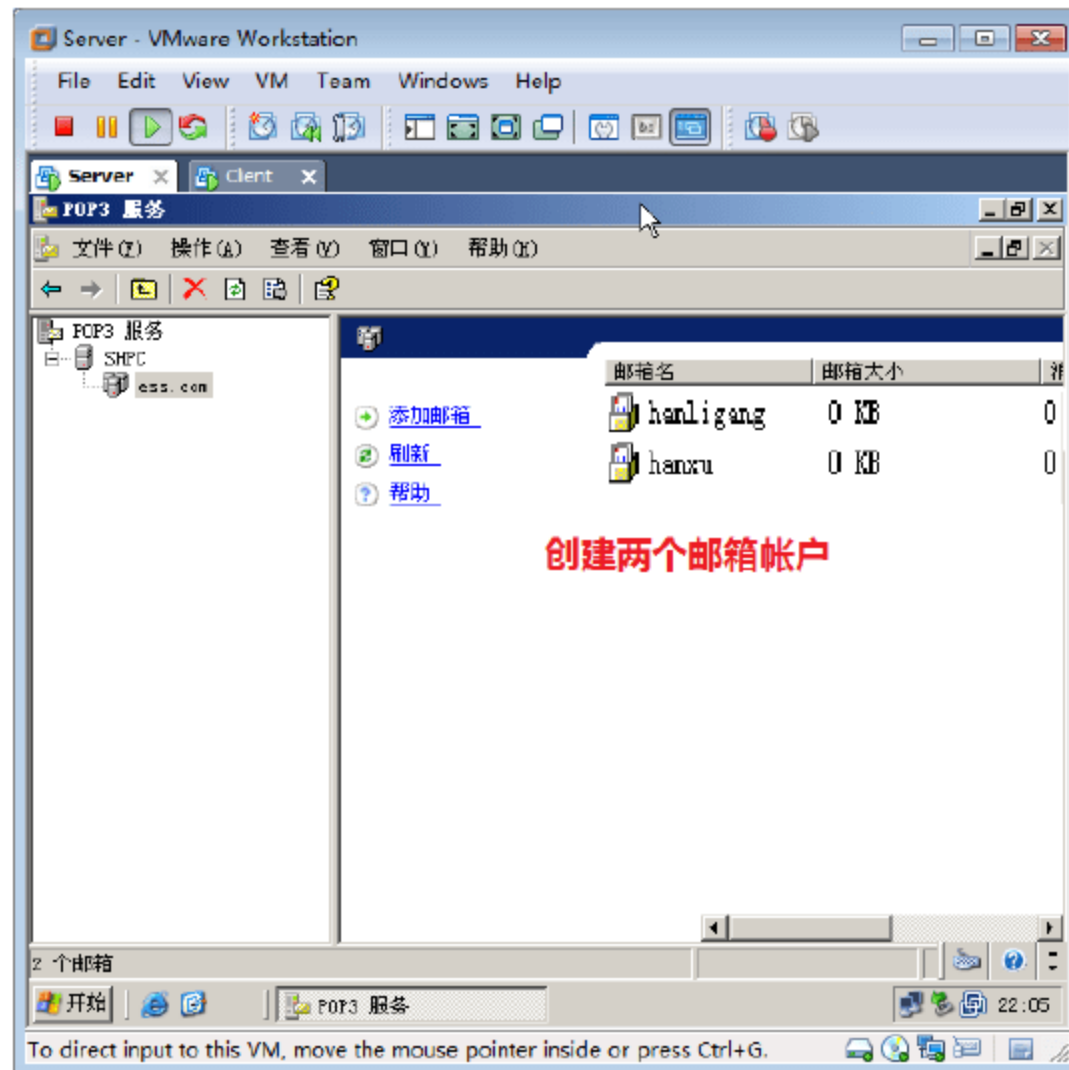 Server - VMware Workstation
File Edit View VM Team Windows Help
Server Client
POP3 服务
文件(F) 操作(A) 查看(V) 窗口(W) 帮助(H)
POP3 服务
SHPC
ess.com
邮箱名 邮箱大小
添加邮箱
刷新
帮助
hanligang 0 KB 0
hanxu 0 KB 0
创建两个邮箱帐户
2 个邮箱
开始 POP3 服务 22:05
To direct input to this VM, move the mouse pointer inside or press Ctrl+G.